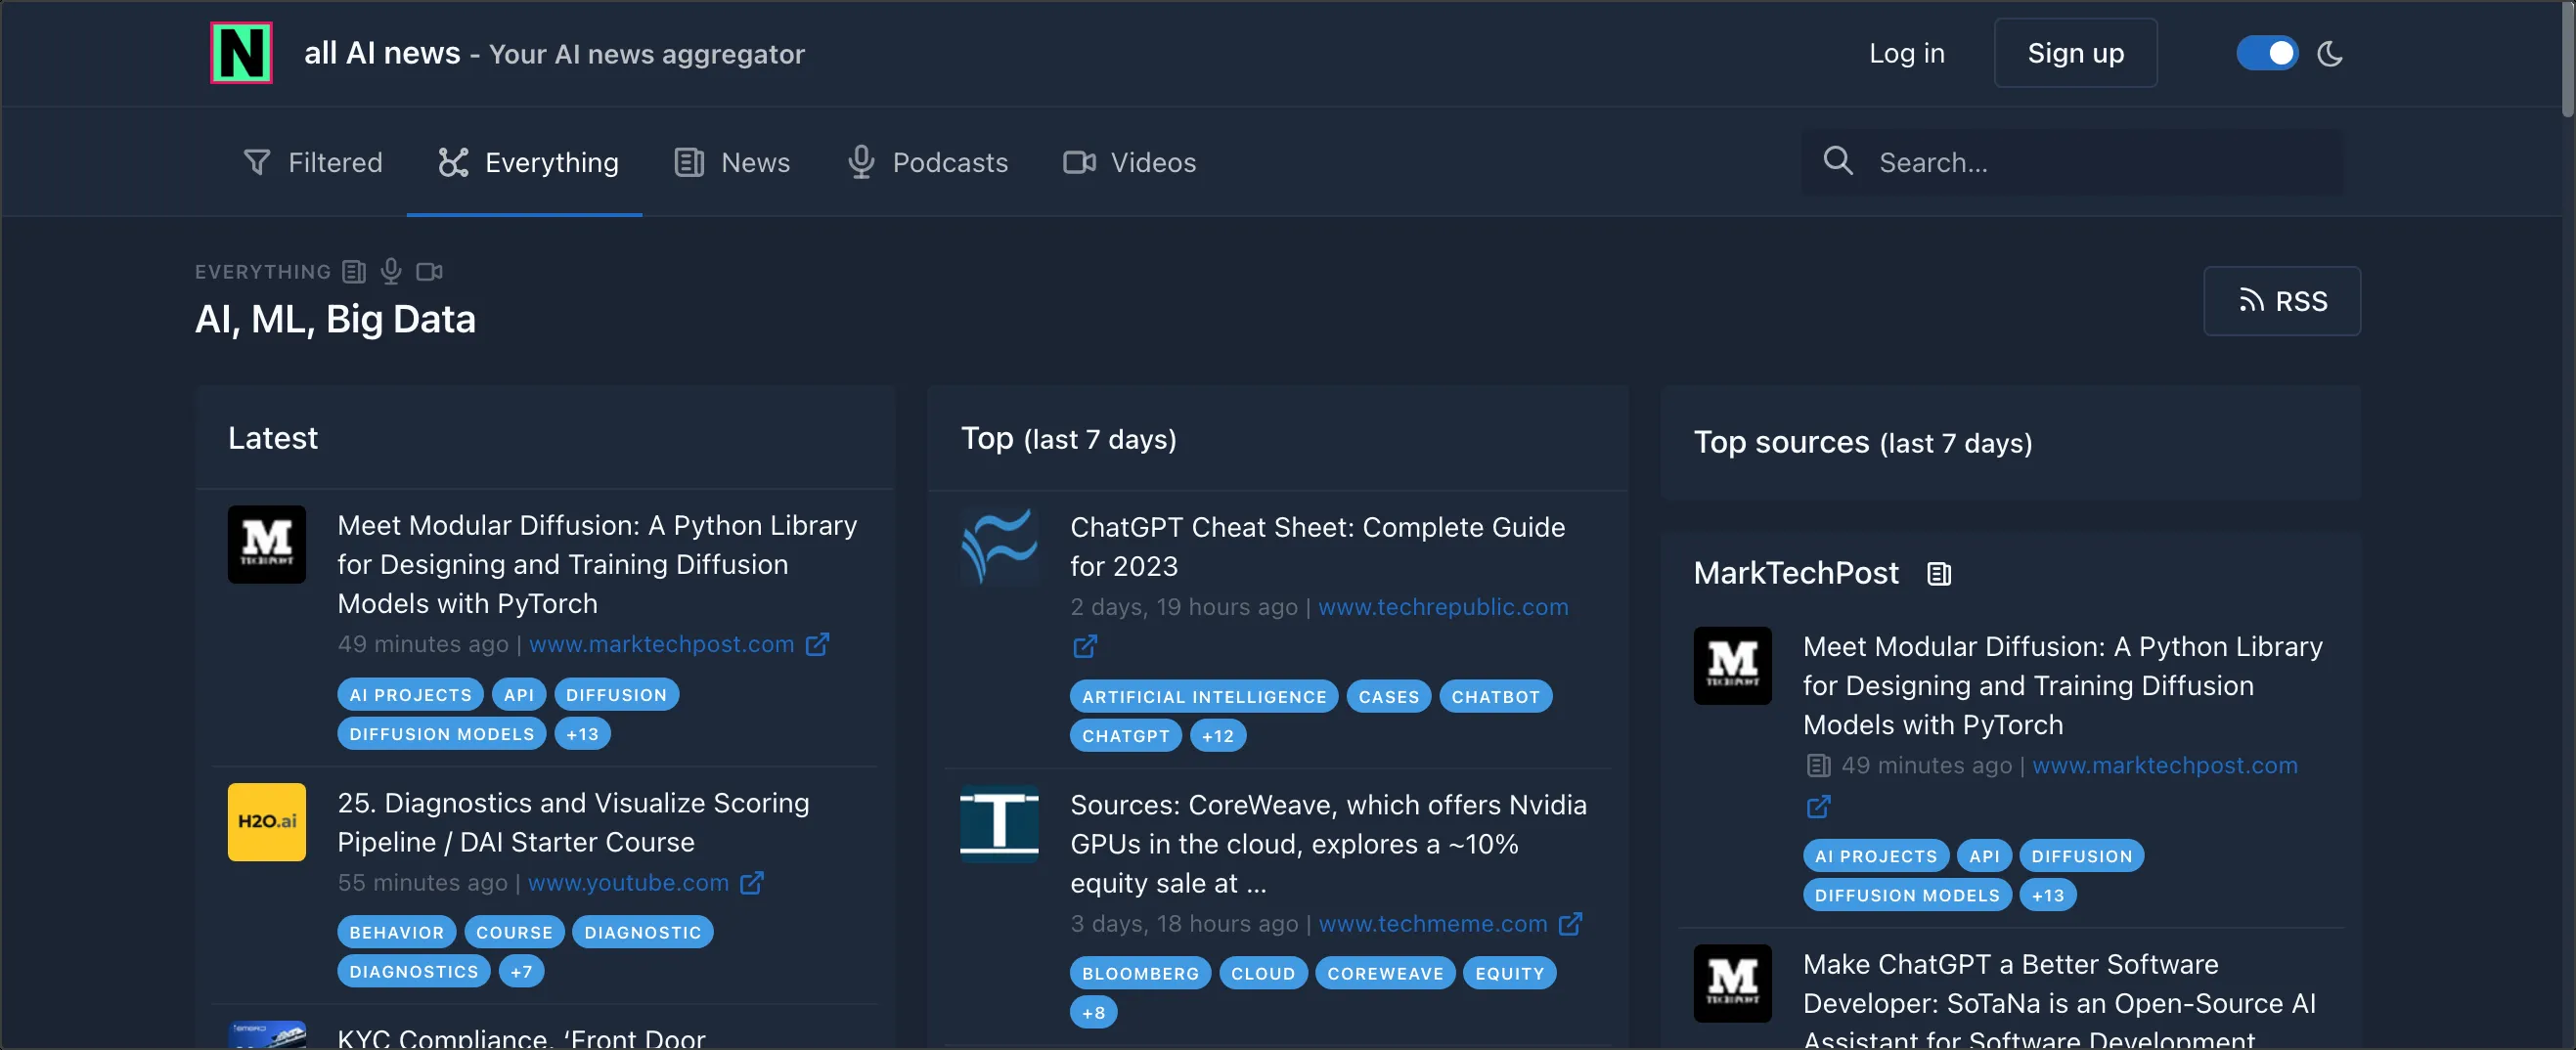 N all AI news - Your AI news aggregator
Log in
Sign up
Filtered
Everything
News
Podcasts
Videos
Search...
EVERYTHING
AI, ML, Big Data
RSS
Latest
M
TECHPOST
Meet Modular Diffusion: A Python Library
for Designing and Training Diffusion
Models with PyTorch
49 minutes ago | www.marktechpost.com
AI PROJECTS API DIFFUSION
DIFFUSION MODELS +13
H2O.ai
25. Diagnostics and Visualize Scoring
Pipeline / DAI Starter Course
55 minutes ago | www.youtube.com
BEHAVIOR COURSE DIAGNOSTIC
DIAGNOSTICS +7
KYC Compliance, ‘Front Door
Top (last 7 days)
ChatGPT Cheat Sheet: Complete Guide
for 2023
2 days, 19 hours ago | www.techrepublic.com
ARTIFICIAL INTELLIGENCE CASES CHATBOT
CHATGPT +12
T
Sources: CoreWeave, which offers Nvidia
GPUs in the cloud, explores a ~10%
equity sale at ...
3 days, 18 hours ago | www.techmeme.com
BLOOMBERG CLOUD COREWEAVE EQUITY
+8
Top sources (last 7 days)
MarkTechPost
M
TECHPOST
Meet Modular Diffusion: A Python Library
for Designing and Training Diffusion
Models with PyTorch
49 minutes ago | www.marktechpost.com
AI PROJECTS API DIFFUSION
DIFFUSION MODELS +13
M
TECHPOST
Make ChatGPT a Better Software
Developer: SoTaNa is an Open-Source AI
Assistant for Software Development